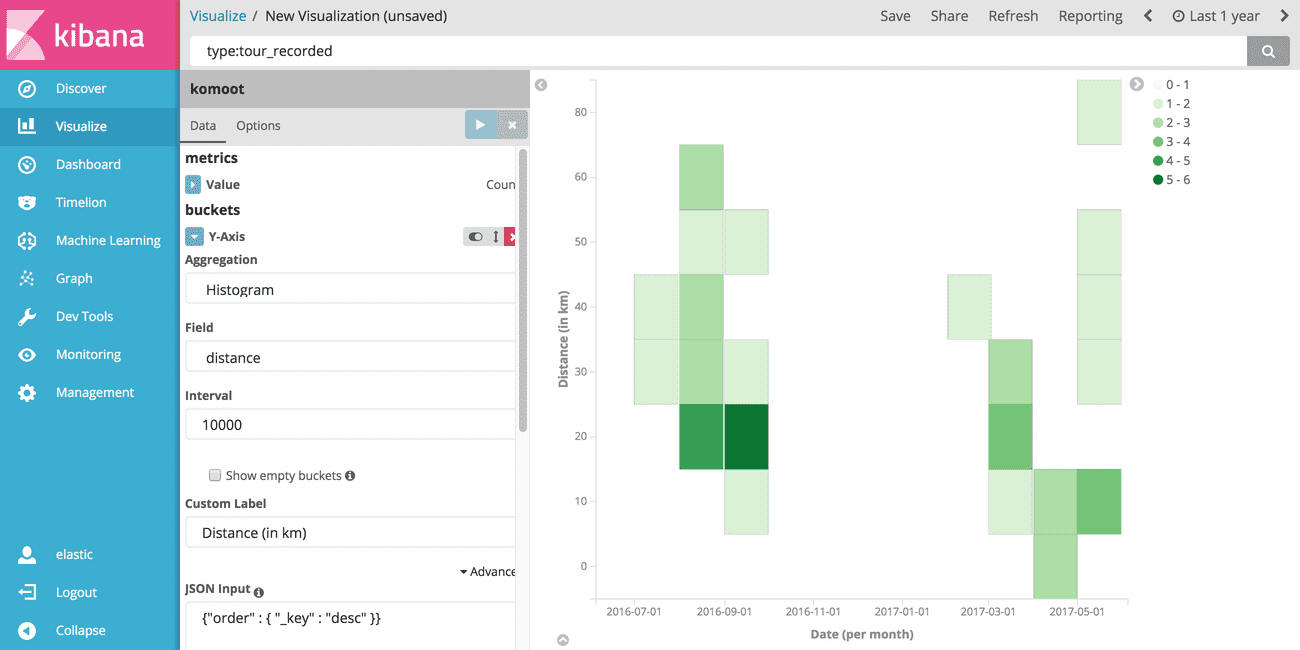 kibana
Discover
Visualize
Dashboard
Timelion
Machine Learning
Graph
Dev Tools
Monitoring
Management
elastic
Logout
Collapse
Visualize / New Visualization (unsaved)
Save Share Refresh Reporting Last 1 year
type:tour_recorded
komoot
Data Options
metrics
Value Coun
buckets
Y-Axis
Aggregation
Histogram
Field
distance
Interval
10000
Show empty buckets
Custom Label
Distance (in km)
Advance
JSON Input
{"order" : { "_key" : "desc" }}
Distance (in km)
80
60
50
40
30
20
10
0
2016-07-01 2016-09-01 2016-11-01 2017-01-01 2017-03-01 2017-05-01
Date (per month)
0 - 1
1 - 2
2 - 3
3 - 4
4 - 5
5 - 6